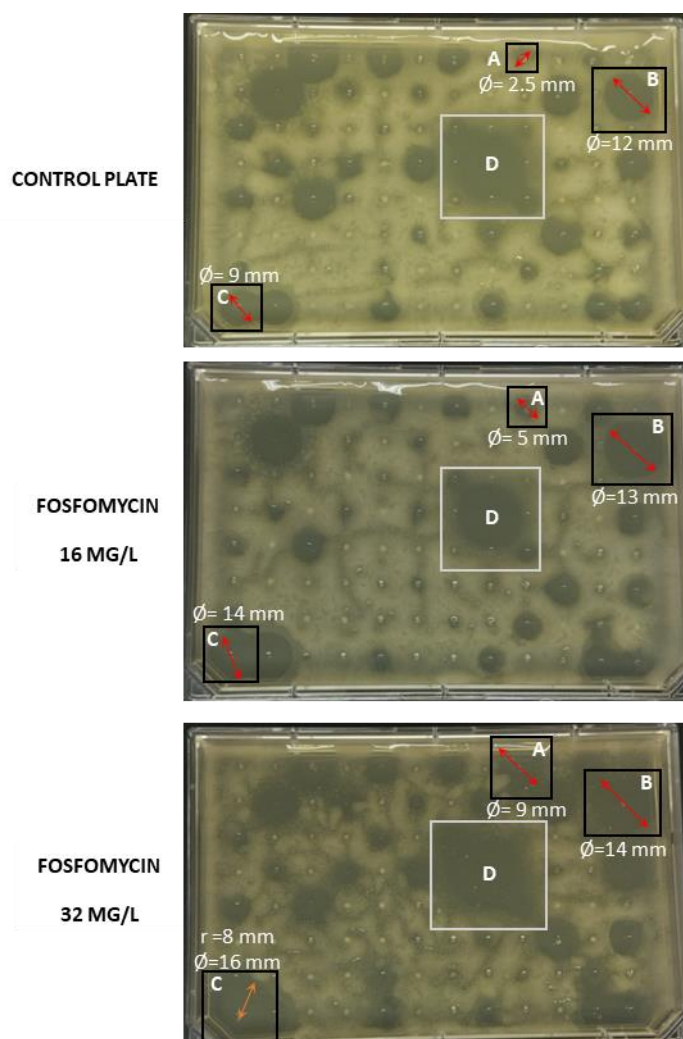 A
Ø= 2.5 mm
B
Ø=12 mm
CONTROL PLATE
D
Ø= 9 mm
C
A
Ø= 5 mm
B
Ø=13 mm
FOSFOMYCIN
16 MG/L
D
Ø= 14 mm
C
A
Ø= 9 mm
B
Ø=14 mm
FOSFOMYCIN
32 MG/L
D
r =8 mm
Ø=16 mm
C